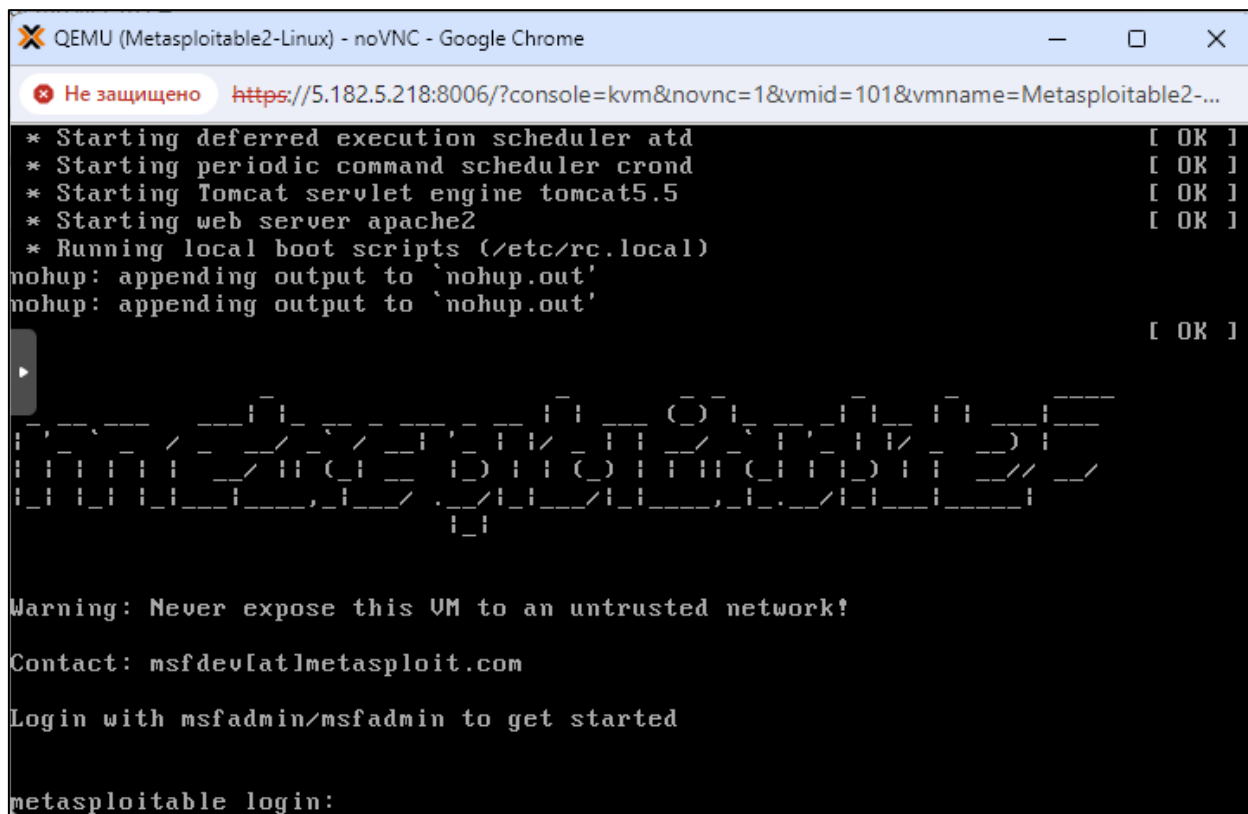 QEMU (Metasploitable2-Linux) - noVNC - Google Chrome
Не защищено https://5.182.5.218:8006/?console=kvm&novnc=1&vmid=101&vmname=Metasploitable2-...
* Starting deferred execution scheduler atd [ OK ]
* Starting periodic command scheduler crond [ OK ]
* Starting Tomcat servlet engine tomcat5.5 [ OK ]
* Starting web server apache2 [ OK ]
* Running local boot scripts (/etc/rc.local)
nohup: appending output to `nohup.out'
nohup: appending output to `nohup.out'
[ OK ]
metasploitable2
Warning: Never expose this VM to an untrusted network!
Contact: msfdev[at]metasploit.com
Login with msfadmin/msfadmin to get started
metasploitable login: